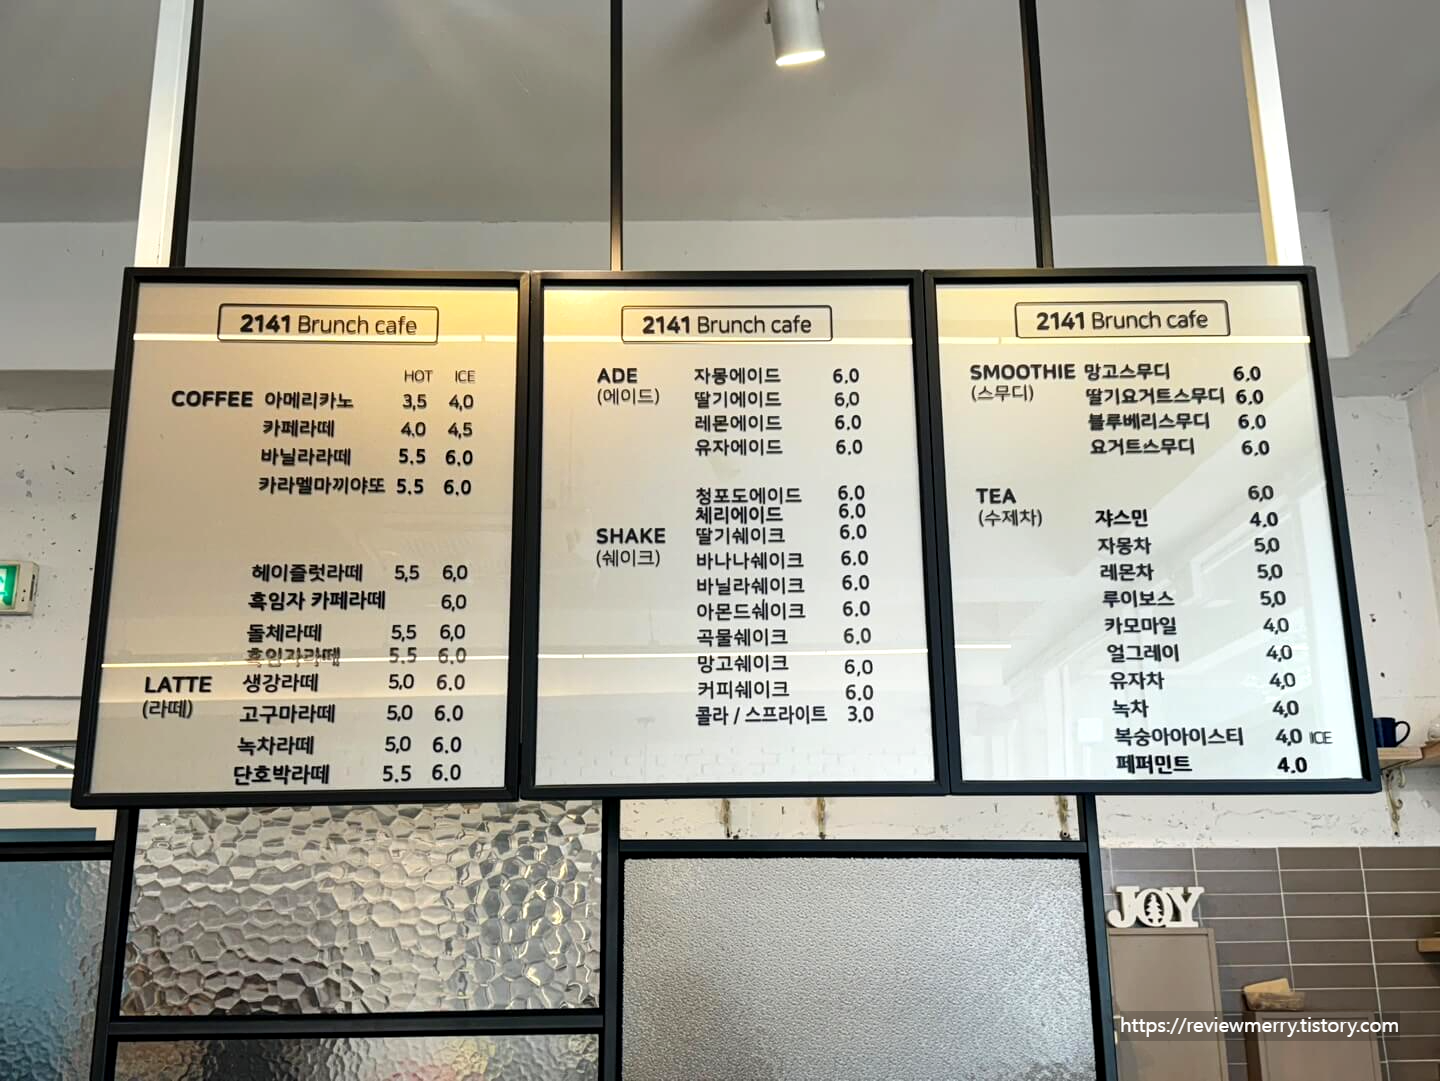 2141 Brunch cafe
HOT ICE
COFFEE 아메리카노 3,5 4,0
카페라떼 4.0 4,5
바닐라라떼 5.5 6.0
카라멜마끼야또 5.5 6.0
헤이즐럿라떼 5,5 6,0
흑임자 카페라떼 6,0
돌체라떼 5,5 6,0
흑임자라떼 5.5 6.0
LATTE 생강라떼 5,0 6.0
(라떼)
고구마라떼 5,0 6.0
녹차라떼 5,0 6.0
단호박라떼 5.5 6.0
2141 Brunch cafe
ADE 자몽에이드 6.0
(에이드) 딸기에이드 6,0
레몬에이드 6.0
유자에이드 6.0
청포도에이드 6.0
체리에이드 6.0
SHAKE 딸기쉐이크 6.0
(쉐이크) 바나나쉐이크 6.0
바닐라쉐이크 6.0
아몬드쉐이크 6.0
곡물쉐이크 6,0
망고쉐이크 6,0
커피쉐이크 6.0
콜라 / 스프라이트 3.0
2141 Brunch cafe
SMOOTHIE 망고스무디 6.0
(스무디) 딸기요거트스무디 6.0
블루베리스무디 6.0
요거트스무디 6.0
TEA 6,0
(수제차) 쟈스민 4.0
자몽차 5,0
레몬차 5,0
루이보스 5,0
카모마일 4,0
얼그레이 4,0
유자차 4,0
녹차 4,0
복숭아아이스티 4,0 ICE
페퍼민트 4.0
JOY
https://reviewmerry.tistory.com